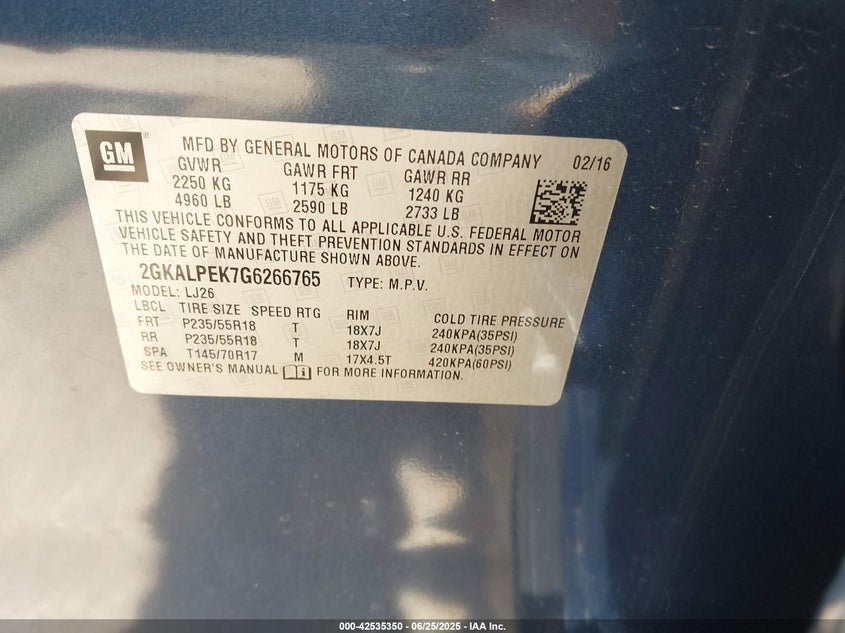 GM
MFD BY GENERAL MOTORS OF CANADA COMPANY 02/16
GVWR GAWR FRT GAWR RR
2250 KG 1175 KG 1240 KG
4960 LB 2590 LB 2733 LB
THIS VEHICLE CONFORMS TO ALL APPLICABLE U.S. FEDERAL MOTOR
VEHICLE SAFETY AND THEFT PREVENTION STANDARDS IN EFFECT ON
THE DATE OF MANUFACTURE SHOWN ABOVE.
2GKALPEK7G6266765 TYPE: M.P.V.
MODEL: LJ26
LBCL TIRE SIZE SPEED RTG RIM COLD TIRE PRESSURE
FRT P235/55R18 T 18X7J 240KPA(35PSI)
RR P235/55R18 T 18X7J 240KPA(35PSI)
SPA T145/70R17 M 17X4.5T 420KPA(60PSI)
SEE OWNER'S MANUAL FOR MORE INFORMATION.
000-42535350 - 06/25/2025 - IAA Inc.